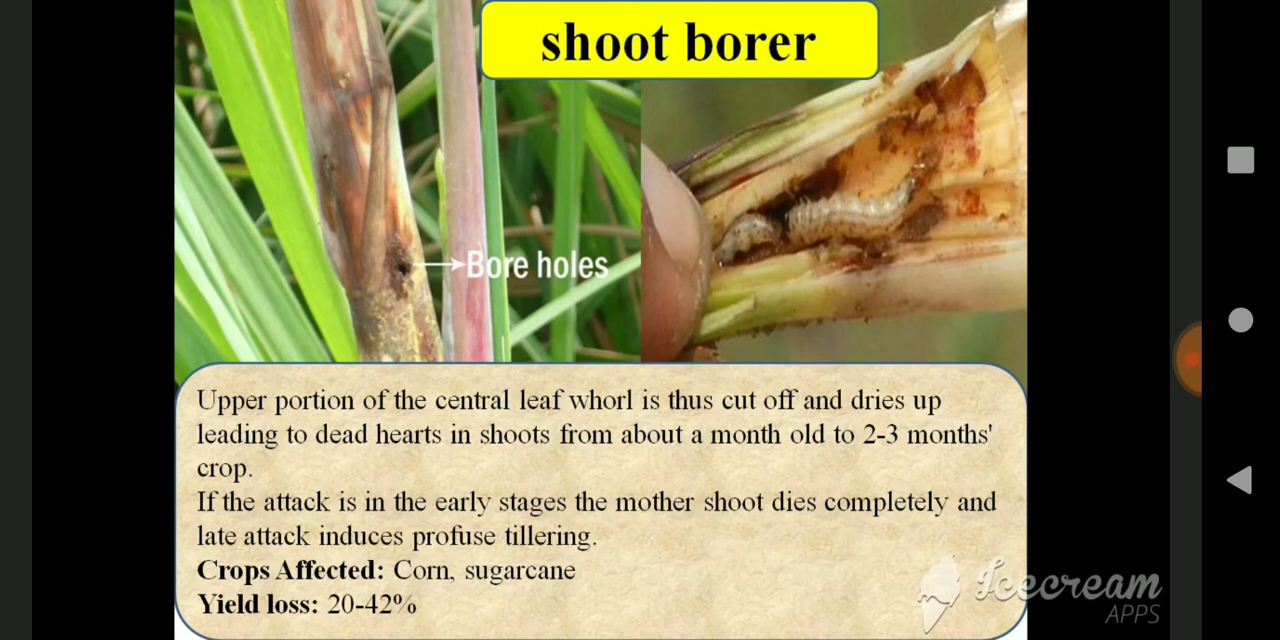 shoot borer
Bore holes
Upper portion of the central leaf whorl is thus cut off and dries up
leading to dead hearts in shoots from about a month old to 2-3 months'
crop.
If the attack is in the early stages the mother shoot dies completely and
late attack induces profuse tillering.
Crops Affected: Corn, sugarcane
Yield loss: 20-42%
Icecream
APPS